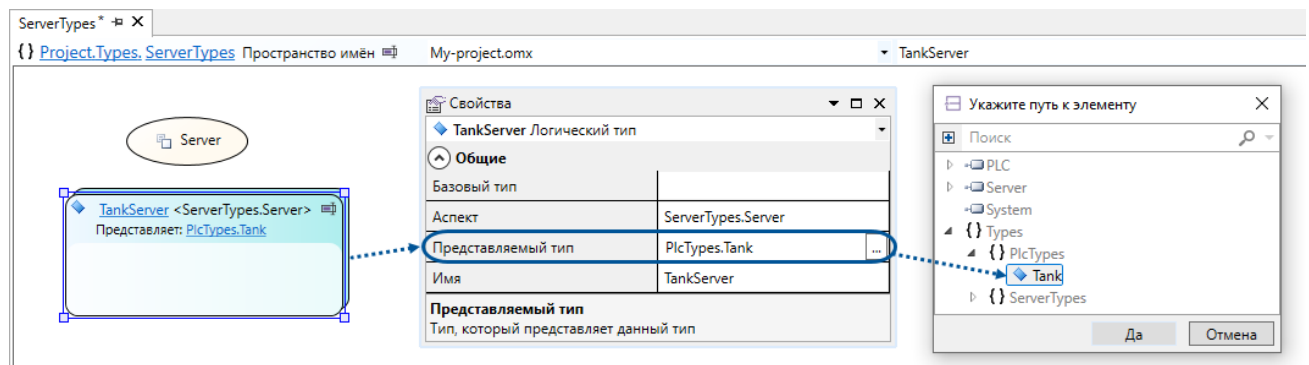 ServerTypes*
{} Project.Types. ServerTypes Пространство имён My-project.omx TankServer
Server
TankServer <ServerTypes.Server>
Представляет: PlcTypes.Tank
Свойства
TankServer Логический тип
Общие
Базовый тип
Аспект ServerTypes.Server
Представляемый тип PlcTypes.Tank ...
Имя TankServer
Представляемый тип
Тип, который представляет данный тип
Укажите путь к элементу
Поиск
PLC
Server
System
{} Types
{} PlcTypes
Tank
{} ServerTypes
Да Отмена